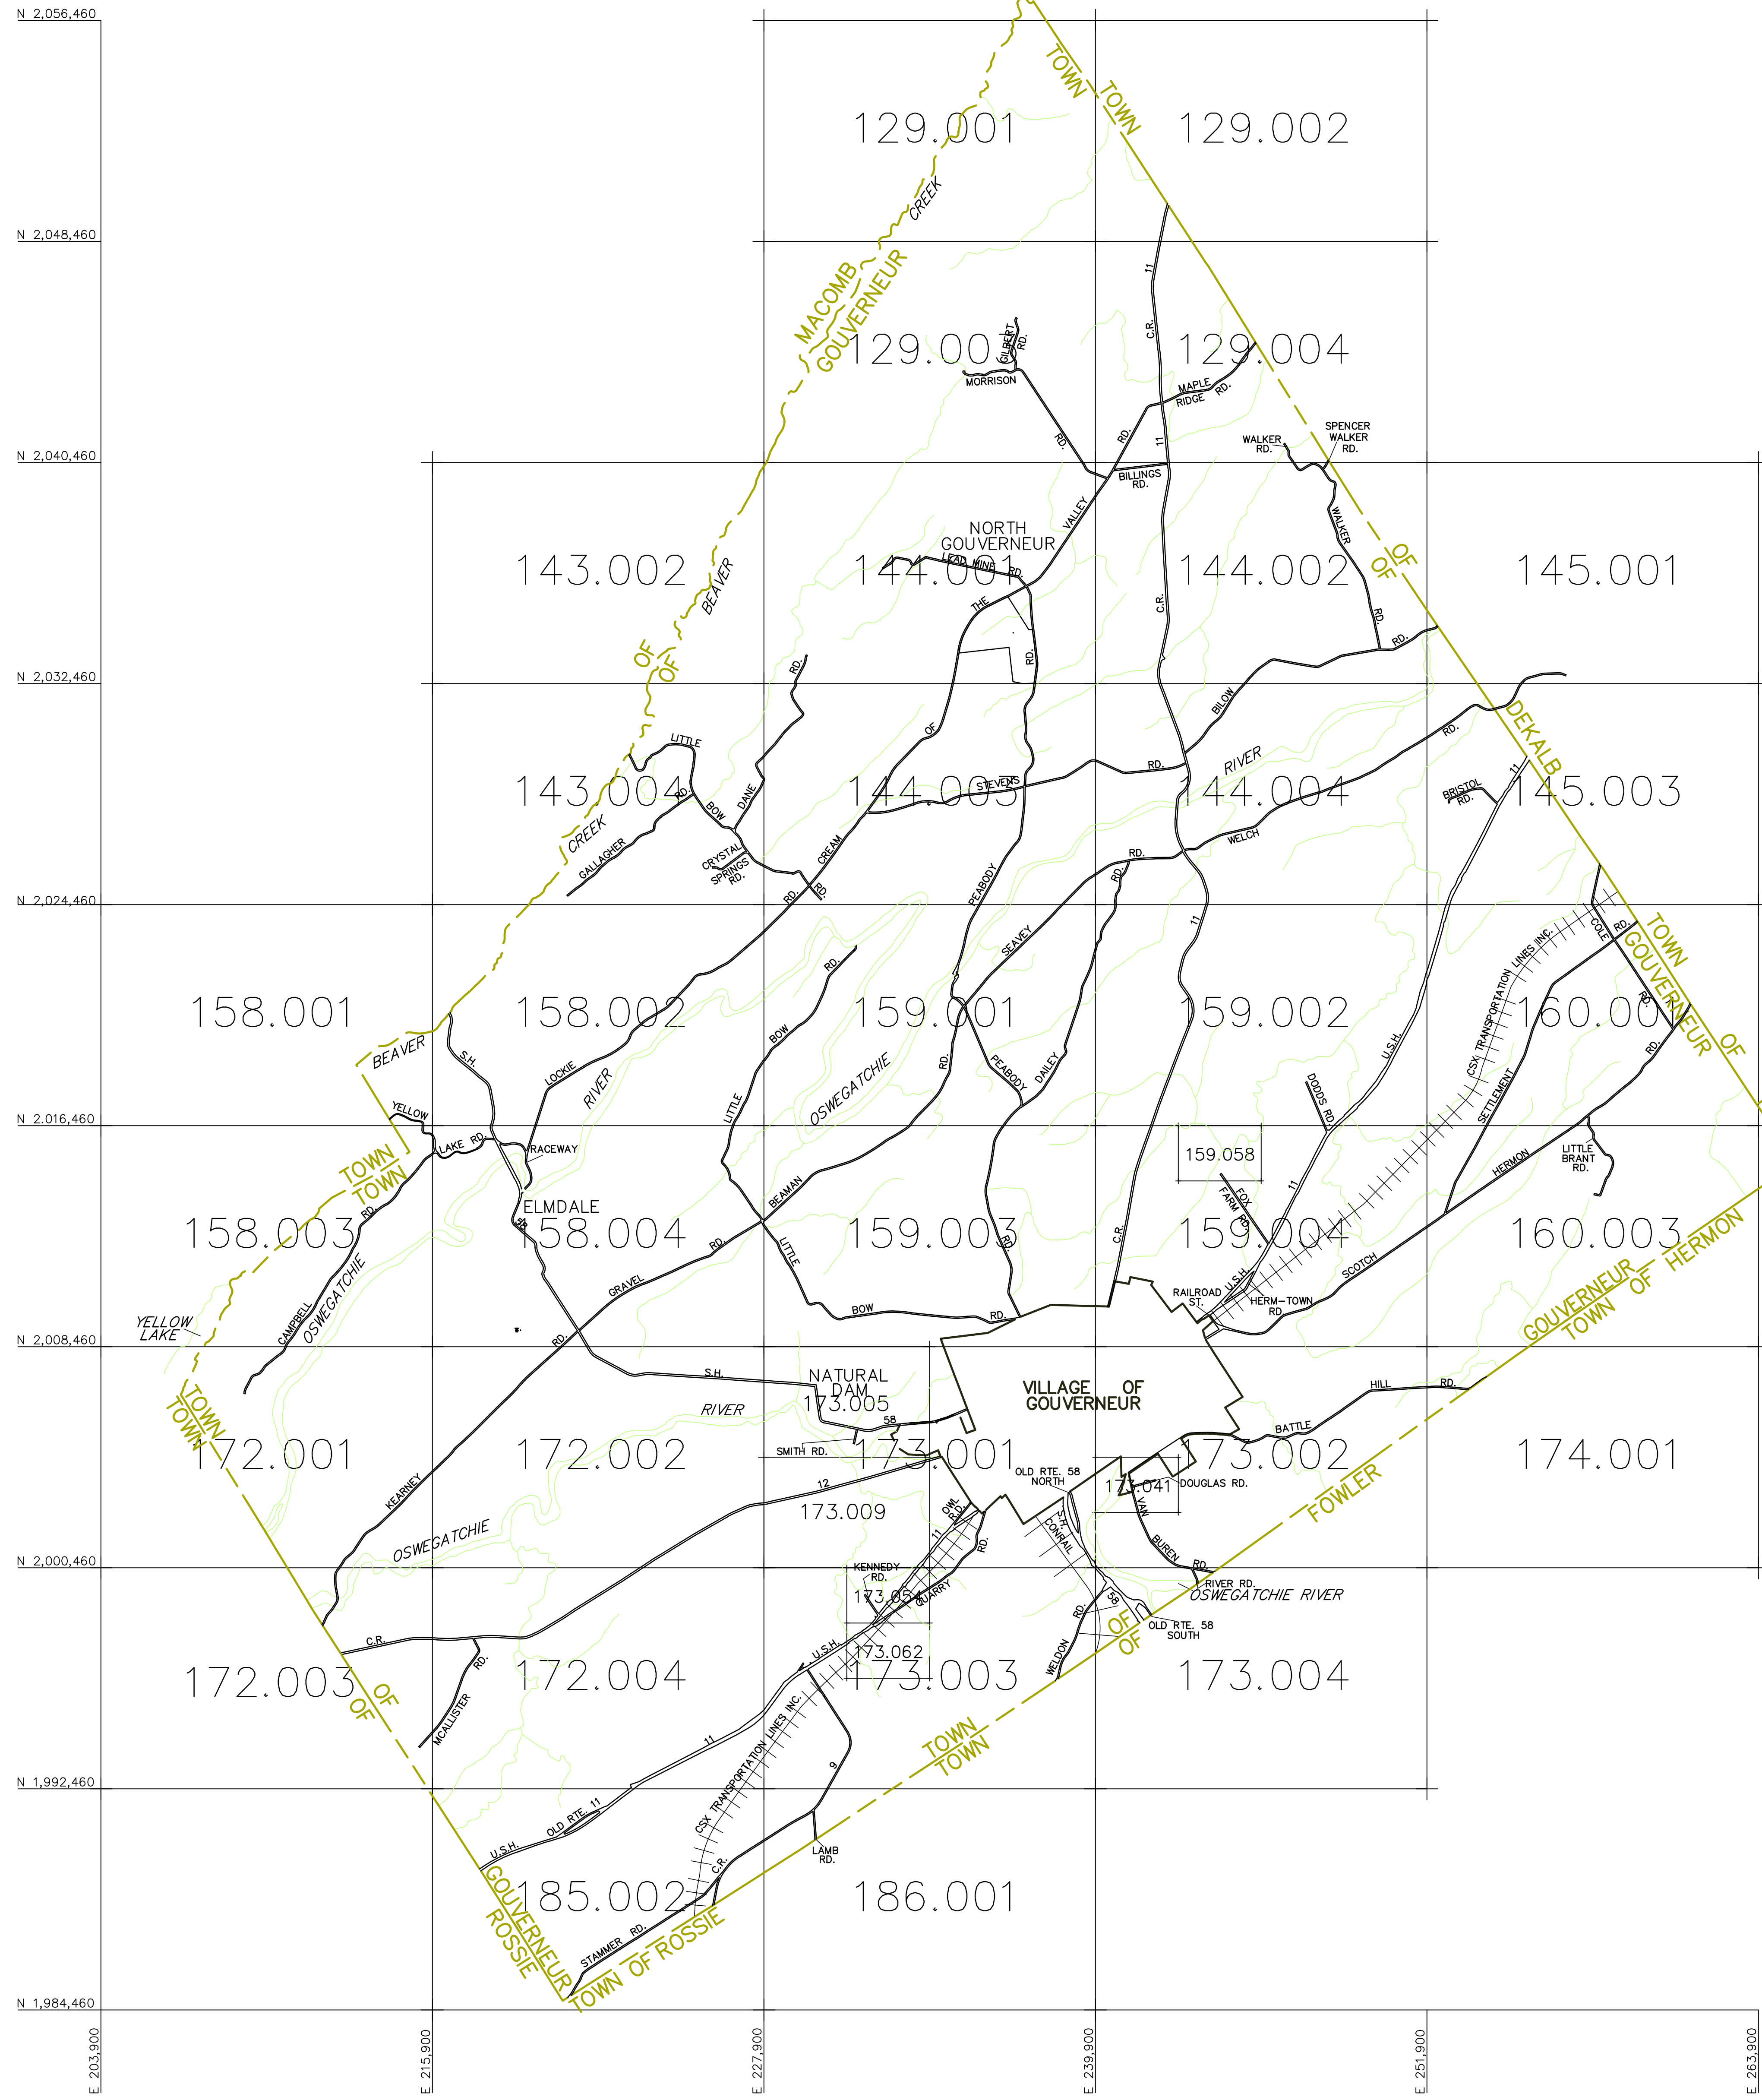 N 2,056,460
TOWN
TOWN
129.001
129.002
CREEK
N 2,048,460
MACOMB
GOUVERNEUR
11
C.R.
129.003
GILBERT
RD.
129.004
MORRISON
MAPLE
RIDGE RD.
RD.
RD.
11
WALKER
RD.
SPENCER
WALKER
RD.
N 2,040,460
BILLINGS
RD.
VALLEY
WALKER
NORTH
GOUVERNEUR
OF
OF
LEAD MINE RD.
143.002
144.001
144.002
145.001
BEAVER
THE
C.R.
RD.
RD.
OF
OF
RD.
RD.
N 2,032,460
BILOW
DEKALB
OF
LITTLE
RIVER
RD.
RD.
STEVENS
143.004
144.003
144.004
145.003
11
RD.
BOW
DANE
BRISTOL
RD.
CREEK
GALLAGHER
CRYSTAL
SPRINGS
RD.
CREAM
WELCH
RD.
PEABODY
RD.
RD.
RD.
N 2,024,460
SEAVEY
11
COLE
RD.
TOWN
GOUVERNEUR
OF
RD.
CSX TRANSPORTATION LINES INC.
158.001
158.002
159.001
159.002
160.001
RD.
BOW
BEAVER
S.H.
LOCKIE
RIVER
RD.
PEABODY
DAILEY
U.S.H.
RD.
OSWEGATCHIE
LITTLE
DODDS RD.
SETTLEMENT
N 2,016,460
YELLOW
LAKE RD.
RACEWAY
159.058
LITTLE
BRANT
RD.
HERMON
TOWN
TOWN
BEAMAN
11
FOX
FARM RD.
ELMDALE
158.003
158.004
159.003
159.004
160.003
RD.
58
RD.
LITTLE
RD.
C.R.
GOUVERNEUR
TOWN OF HERMON
SCOTCH
OSWEGATCHIE
CAMPBELL
GRAVEL
U.S.H.
RAILROAD
ST.
HERM-TOWN
RD.
BOW
RD.
YELLOW
LAKE
RD.
N 2,008,460
S.H.
NATURAL
DAM
173.005
VILLAGE OF
GOUVERNEUR
HILL
RD.
TOWN
TOWN
RIVER
58
BATTLE
SMITH RD.
172.001
172.002
173.001
173.002
174.001
KEARNEY
12
OLD RTE. 58
NORTH
173.041
DOUGLAS RD.
FOWLER
173.009
OWL
RD.
VAN
S.H.
CONRAIL
11
OSWEGATCHIE
BUREN
RD.
RD.
N 2,000,460
KENNEDY
RD.
173.054
QUARRY
RIVER RD.
OSWEGATCHIE RIVER
58
RD.
OLD RTE. 58
SOUTH
OF
OF
C.R.
U.S.H.
173.062
WELDON
RD.
172.003
172.004
173.003
173.004
OF
OF
MCALLISTER
CSX TRANSPORTATION LINES INC.
11
TOWN
TOWN
9
N 1,992,460
OLD RTE. 11
U.S.H.
LAMB
RD.
C.R.
GOUVERNEUR
ROSSIE
185.002
186.001
STAMMER RD.
TOWN OF ROSSIE
N 1,984,460
E 203,900
E 215,900
E 227,900
E 239,900
E 251,900
E 263,900